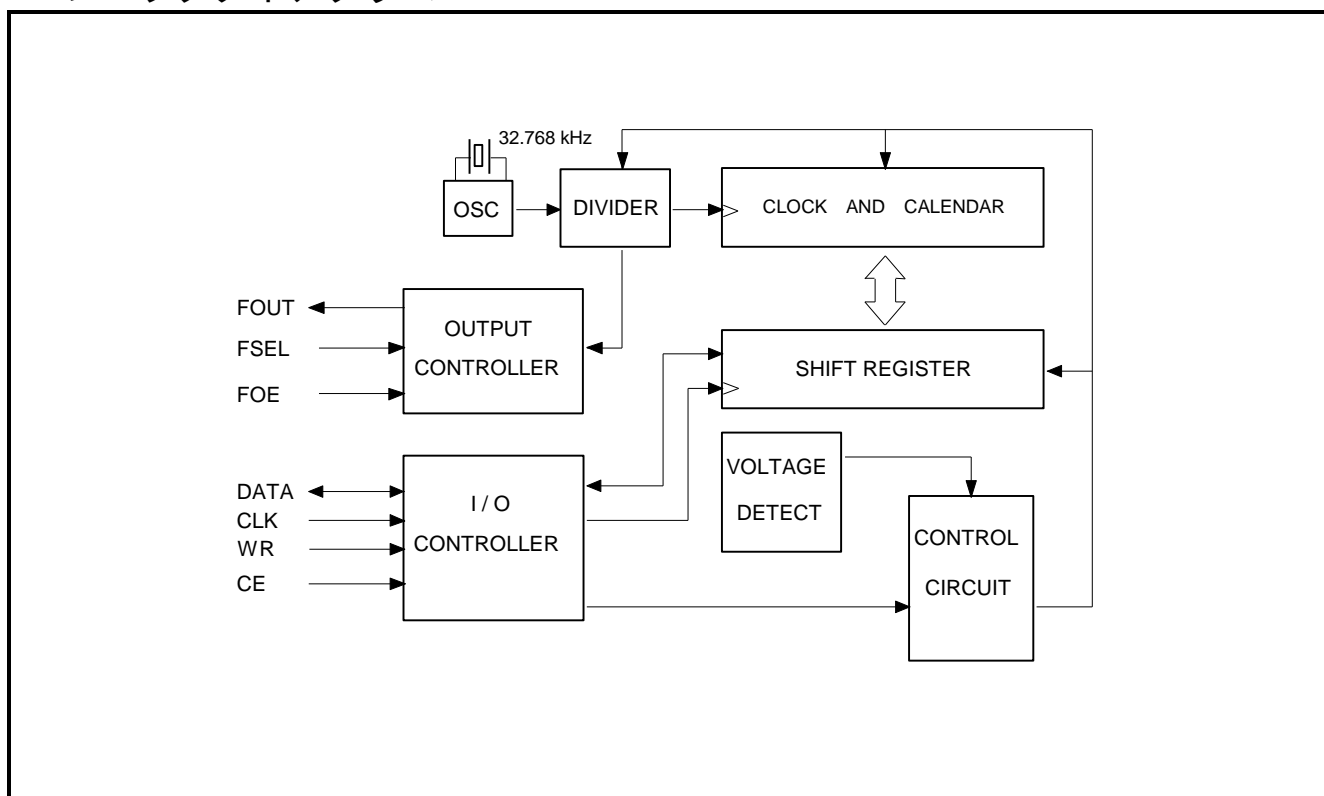 32.768 kHz
OSC
DIVIDER
CLOCK AND CALENDAR
FOUT
FSEL
FOE
OUTPUT
CONTROLLER
SHIFT REGISTER
DATA
CLK
WR
CE
I / O
CONTROLLER
VOLTAGE
DETECT
CONTROL
CIRCUIT